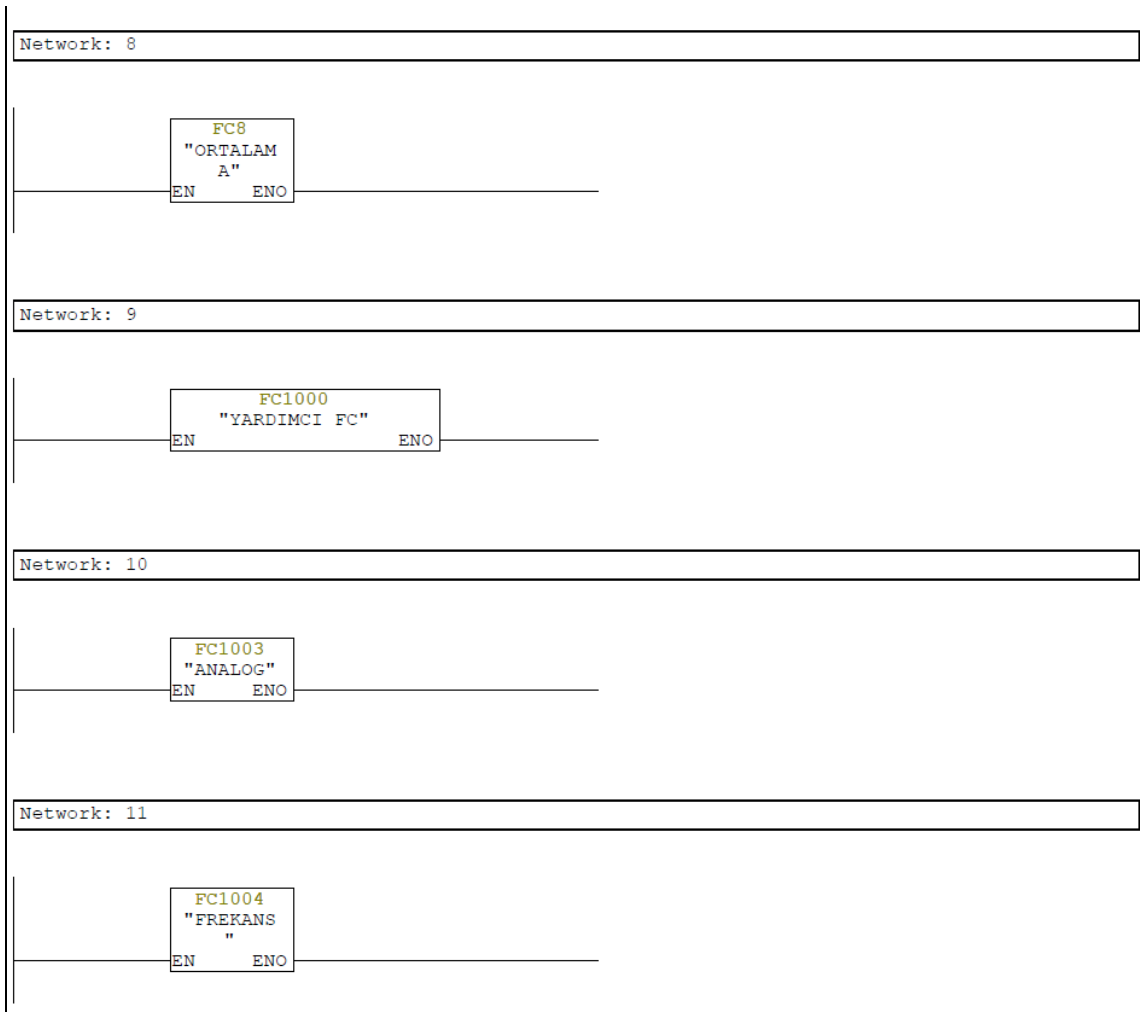 Network: 8
FC8
"ORTALAM
A"
EN ENO
Network: 9
FC1000
"YARDIMCI FC"
EN ENO
Network: 10
FC1003
"ANALOG"
EN ENO
Network: 11
FC1004
"FREKANS
"
EN ENO